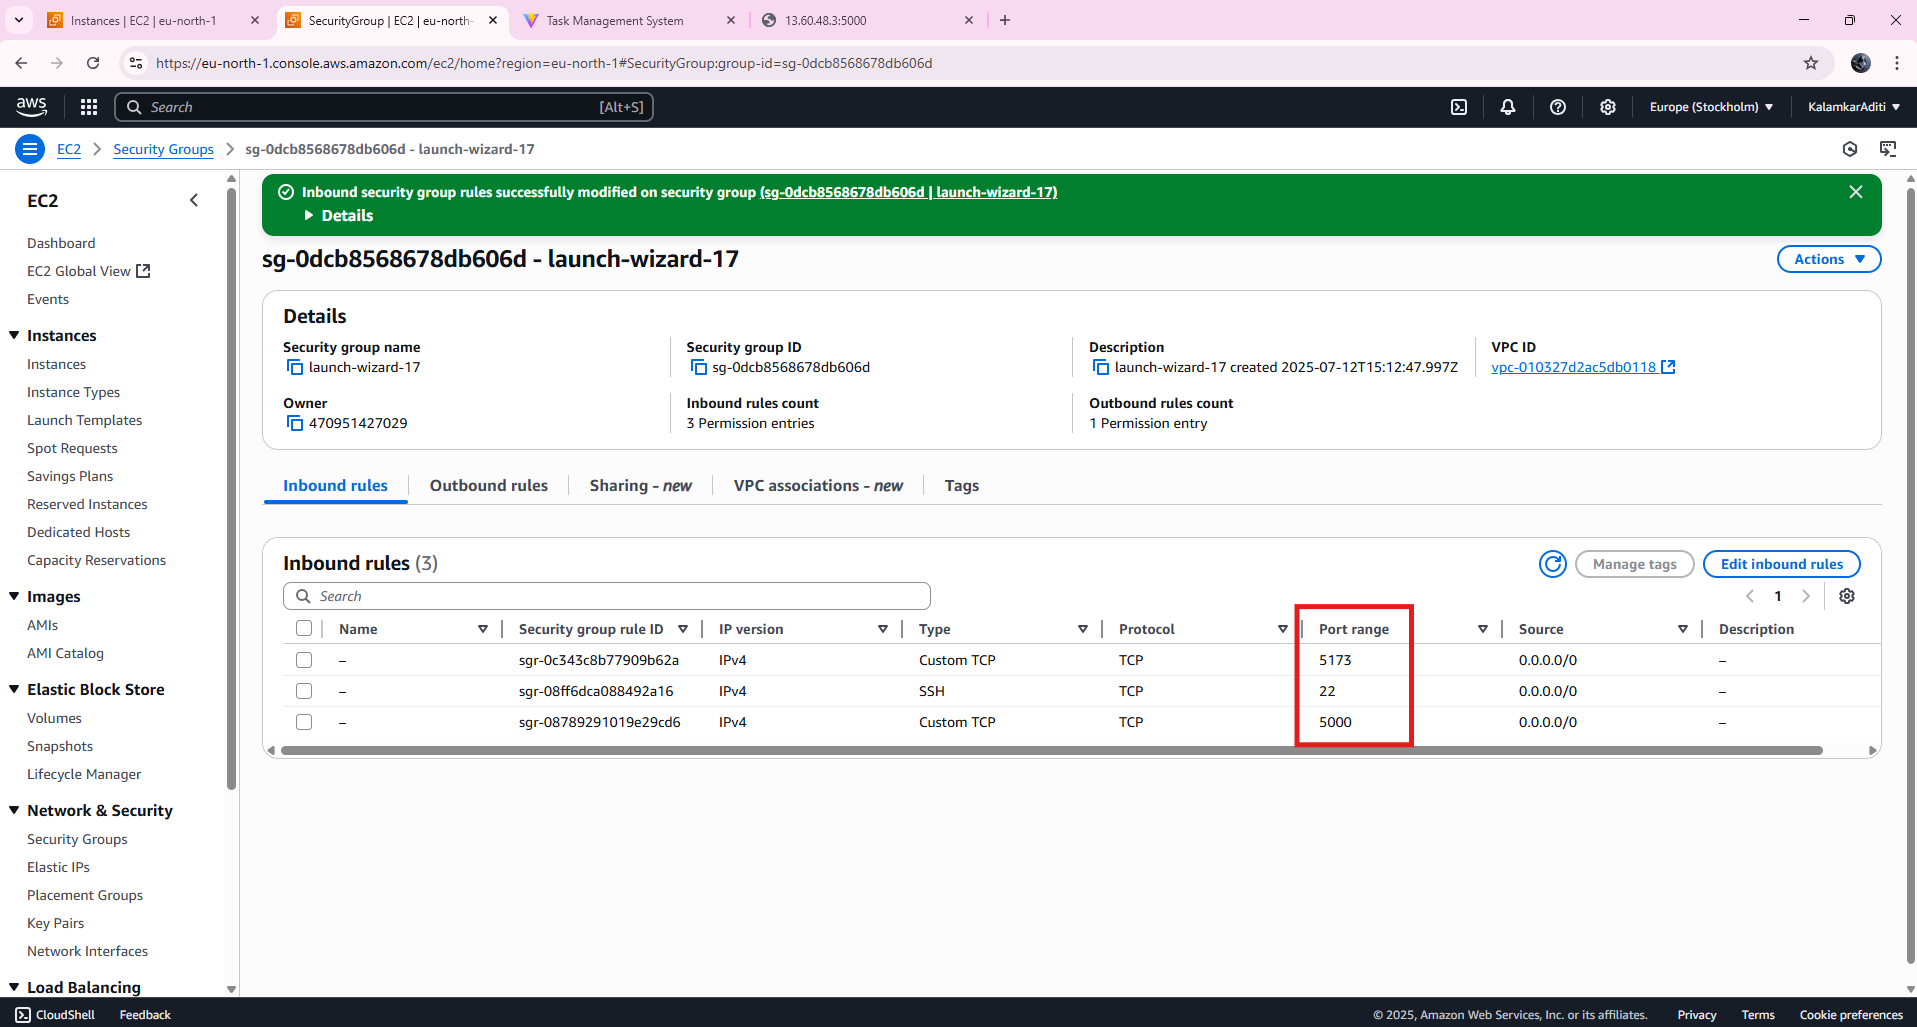 Instances | EC2 | eu-north-1
SecurityGroup | EC2 | eu-north-
Task Management System
13.60.48.3:5000
https://eu-north-1.console.aws.amazon.com/ec2/home?region=eu-north-1#SecurityGroup:group-id=sg-0dcb8568678db606d
aws
Search
[Alt+S]
Europe (Stockholm)
KalamkarAditi
EC2
Security Groups
sg-0dcb8568678db606d - launch-wizard-17
EC2
Dashboard
EC2 Global View
Events
Instances
Instances
Instance Types
Launch Templates
Spot Requests
Savings Plans
Reserved Instances
Dedicated Hosts
Capacity Reservations
Images
AMIs
AMI Catalog
Elastic Block Store
Volumes
Snapshots
Lifecycle Manager
Network & Security
Security Groups
Elastic IPs
Placement Groups
Key Pairs
Network Interfaces
Load Balancing
Inbound security group rules successfully modified on security group (sg-0dcb8568678db606d | launch-wizard-17)
Details
sg-0dcb8568678db606d - launch-wizard-17
Actions
Details
Security group name
launch-wizard-17
Security group ID
sg-0dcb8568678db606d
Description
launch-wizard-17 created 2025-07-12T15:12:47.997Z
VPC ID
vpc-010327d2ac5db0118
Owner
470951427029
Inbound rules count
3 Permission entries
Outbound rules count
1 Permission entry
Inbound rules
Outbound rules
Sharing - new
VPC associations - new
Tags
Inbound rules (3)
Manage tags
Edit inbound rules
Search
1
Name Security group rule ID IP version Type Protocol Port range Source Description
– sgr-0c343c8b77909b62a IPv4 Custom TCP TCP 5173 0.0.0.0/0 –
– sgr-08ff6dca088492a16 IPv4 SSH TCP 22 0.0.0.0/0 –
– sgr-08789291019e29cd6 IPv4 Custom TCP TCP 5000 0.0.0.0/0 –
CloudShell
Feedback
© 2025, Amazon Web Services, Inc. or its affiliates.
Privacy
Terms
Cookie preferences